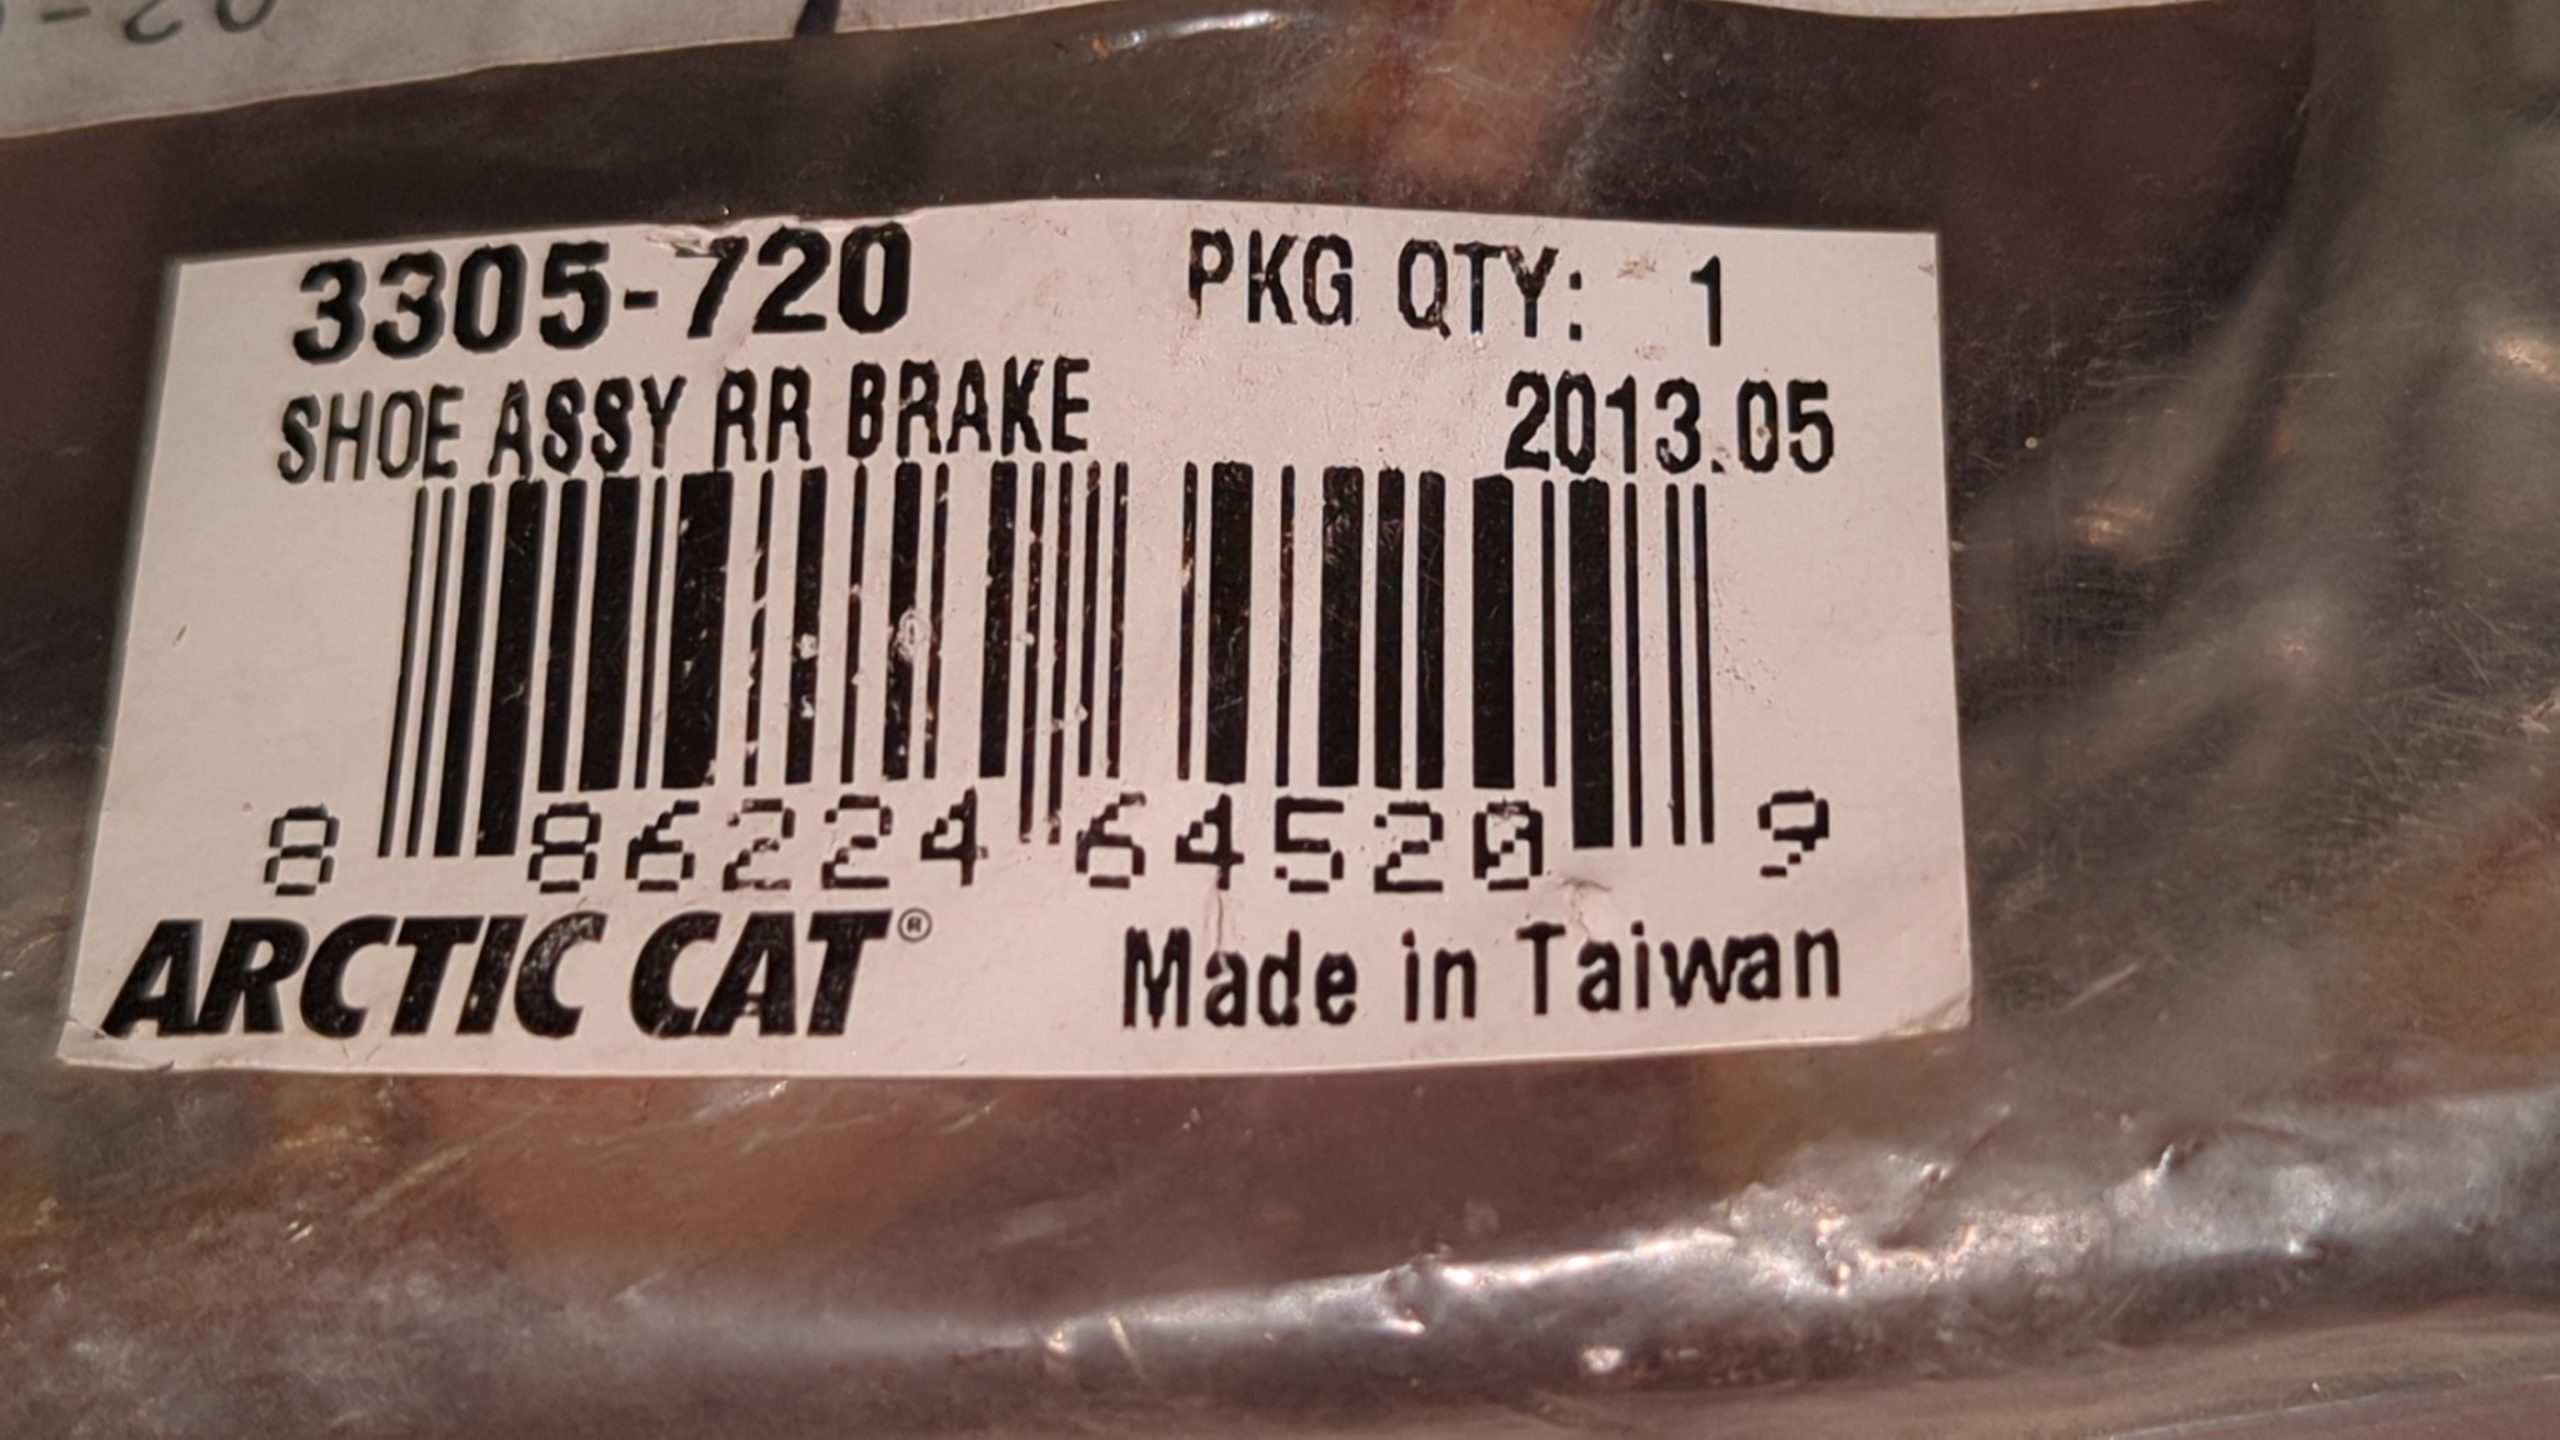 3305-720 PKG QTY: 1
SHOE ASSY RR BRAKE 2013.05
8 86224 64520 9
ARCTIC CAT® Made in Taiwan